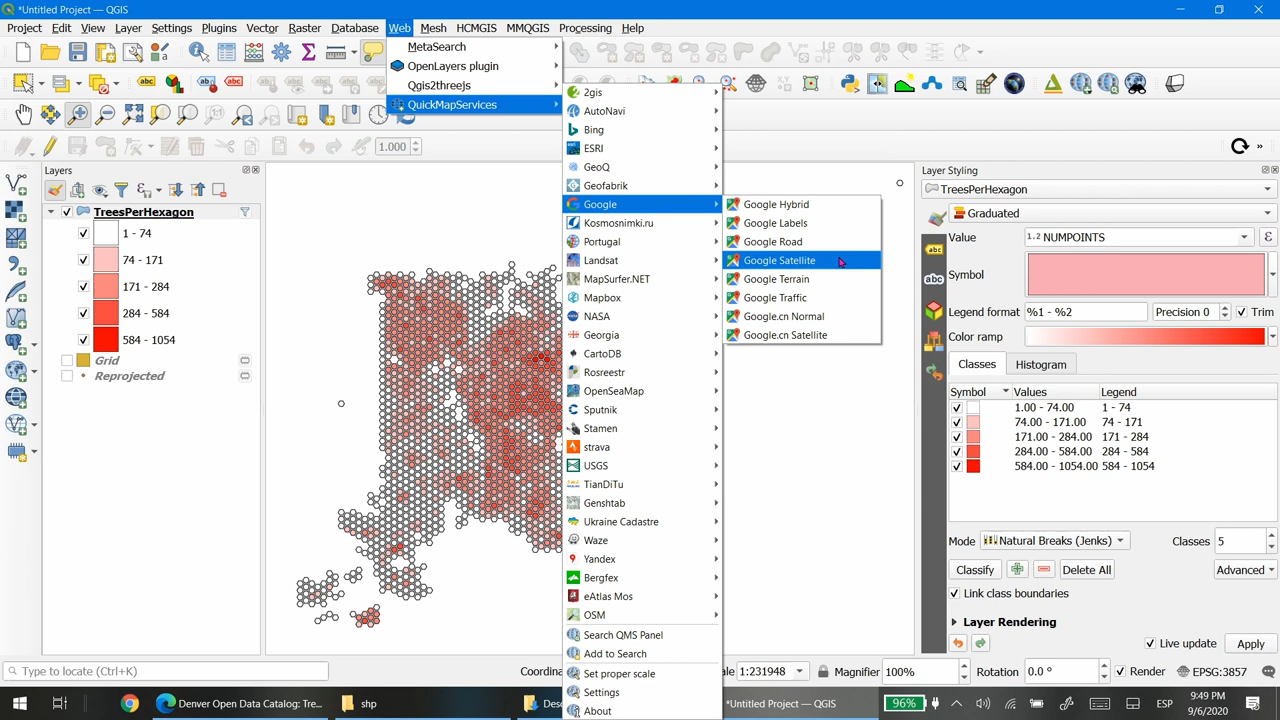 *Untitled Project — QGIS
Project Edit View Layer Settings Plugins Vector Raster Database Web Mesh HCMGIS MMQGIS Processing Help
MetaSearch
OpenLayers plugin
Qgis2threejs
QuickMapServices
2gis
AutoNavi
Bing
ESRI
GeoQ
Geofabrik
Google
Kosmosnimki.ru
Portugal
Landsat
MapSurfer.NET
Mapbox
NASA
Georgia
CartoDB
Rosreestr
OpenSeaMap
Sputnik
Stamen
strava
USGS
TianDiTu
Genshtab
Ukraine Cadastre
Waze
Yandex
Bergfex
eAtlas Mos
OSM
Search QMS Panel
Add to Search
Set proper scale
Settings
About
Google Hybrid
Google Labels
Google Road
Google Satellite
Google Terrain
Google Traffic
Google.cn Normal
Google.cn Satellite
1.000
Layers
TreesPerHexagon
1 - 74
74 - 171
171 - 284
284 - 584
584 - 1054
Grid
Reprojected
Layer Styling
TreesPerHexagon
Graduated
Value 1.2 NUMPOINTS
Symbol
Legend format %1 - %2 Precision 0 Trim
Color ramp
Classes Histogram
Symbol Values Legend
1.00 - 74.00 1 - 74
74.00 - 171.00 74 - 171
171.00 - 284.00 171 - 284
284.00 - 584.00 284 - 584
584.00 - 1054.00 584 - 1054
Mode Natural Breaks (Jenks) Classes 5
Classify Delete All Advanced
Link class boundaries
Layer Rendering
Live update Apply
Type to locate (Ctrl+K)
Coordina
ale 1:231948 Magnifier 100% Rotation 0.0 ° Render EPSG:3857
Denver Open Data Catalog: Tre...
shp
Des
*Untitled Project — QGIS
96%
ESP
9:49 PM
9/6/2020